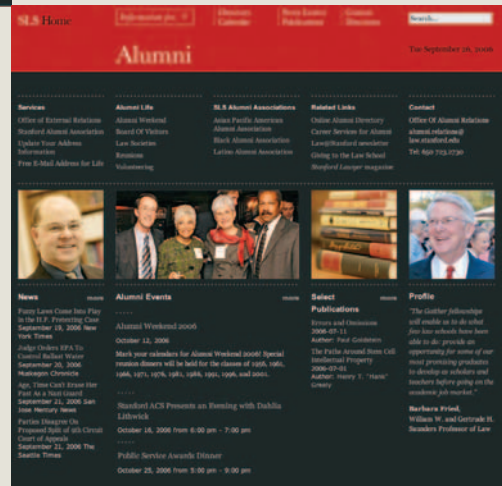 SLS Home
Information for:
Directory
Calendar
Search...
Alumni
Tue September 26, 2006
Services
Office of External Relations
Stanford Alumni Association
Update Your Address
Information
Free E-Mail Address for Life
Alumni Life
Alumni Weekend
Board Of Visitors
Law Societies
Reunions
Volunteering
SLS Alumni Associations
Asian Pacific American
Alumni Association
Black Alumni Association
Latino Alumni Association
Related Links
Online Alumni Directory
Career Services for Alumni
Law@Stanford newsletter
Giving to the Law School
Stanford Lawyer magazine
Contact
Office Of Alumni Relations
alumni.relations@
law.stanford.edu
Tel: 650 723.2730
News more
Fuzzy Laws Come Into Play
in the H.P. Pretexting Case
September 19, 2006 New
York Times
Judge Orders EPA To
Control Ballast Water
September 20, 2006
Muskegon Chronicle
Age, Time Can't Erase Her
Past As a Nazi Guard
September 21, 2006 San
Jose Mercury News
Parties Disagree On
Proposed Split of 9th Circuit
Court of Appeals
September 21, 2006 The
Seattle Times
Alumni Events more
Alumni Weekend 2006
October 12, 2006
Mark your calendars for Alumni Weekend 2006! Special
reunion dinners will be held for the classes of 1956, 1961,
1966, 1971, 1976, 1981, 1986, 1991, 1996, and 2001.
Stanford ACS Presents an Evening with Dahlia
Lithwick
October 16, 2006 from 6:00 pm - 7:00 pm
Public Service Awards Dinner
October 25, 2006 from 5:00 pm - 9:00 pm
Select more
Publications
Errors and Omissions
2006-07-11
Author: Paul Goldstein
The Paths Around Stem Cell
Intellectual Property
2006-07-01
Author: Henry T. "Hank"
Greely
Profile
"The Gaither fellowships
will enable us to do what
few law schools have been
able to do: provide an
opportunity for some of our
most promising graduates
to develop as scholars and
teachers before going on the
academic job market."
Barbara Fried,
William W. and Gertrude H.
Saunders Professor of Law